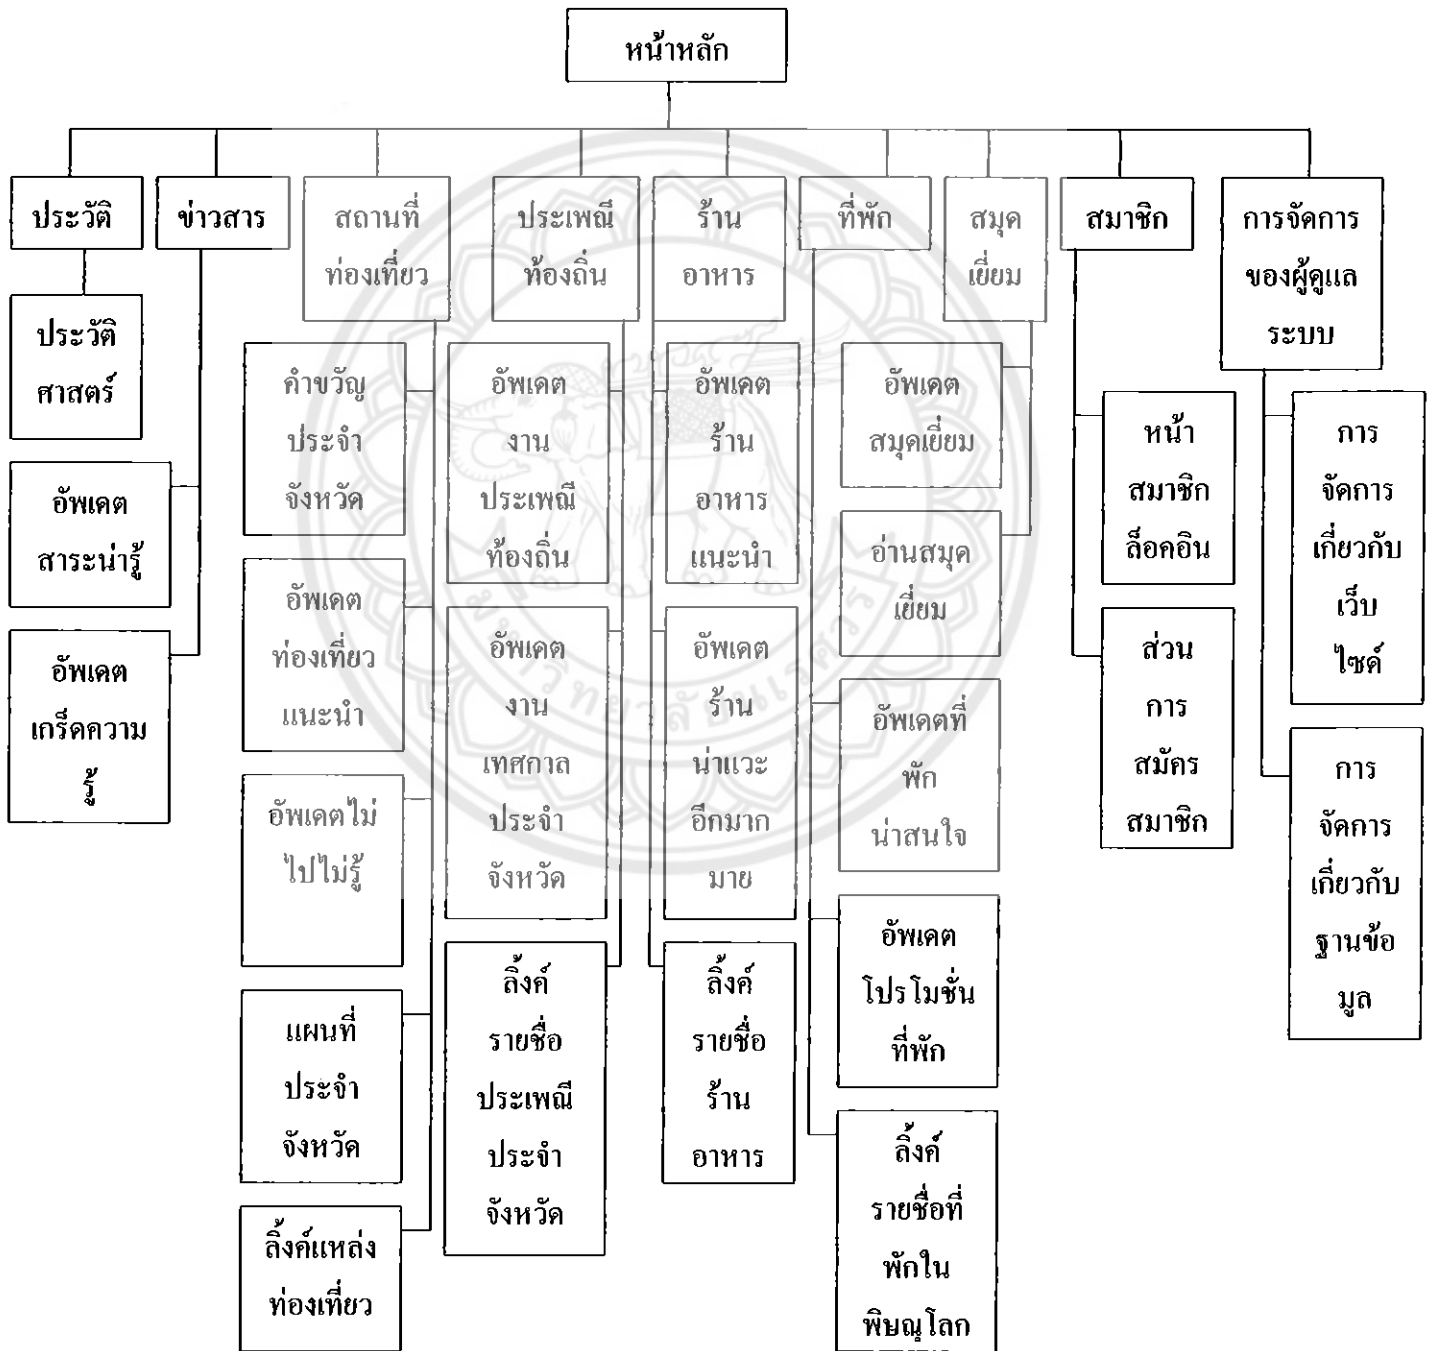 หน้าหลัก
ประวัติ
ข่าวสาร
สถานที่
ท่องเที่ยว
ประเพณี
ท้องถิ่น
ร้าน
อาหาร
ที่พัก
สมุด
เยี่ยม
สมาชิก
การจัดการ
ของผู้ดูแล
ระบบ
ประวัติ
ศาสตร์
อัพเดต
สาระน่ารู้
อัพเดต
เกร็ดความ
รู้
คำขวัญ
ประจำ
จังหวัด
อัพเดต
ท่องเที่ยว
แนะนำ
อัพเดตไม่
ไปไม่รู้
แผนที่
ประจำ
จังหวัด
ลิ้งค์แหล่ง
ท่องเที่ยว
อัพเดต
งาน
ประเพณี
ท้องถิ่น
อัพเดต
งาน
เทศกาล
ประจำ
จังหวัด
ลิ้งค์
รายชื่อ
ประเพณี
ประจำ
จังหวัด
อัพเดต
ร้าน
อาหาร
แนะนำ
อัพเดต
ร้าน
น่าแวะ
อีกมาก
มาย
ลิ้งค์
รายชื่อ
ร้าน
อาหาร
อัพเดต
สมุดเยี่ยม
อ่านสมุด
เยี่ยม
อัพเดตที่
พัก
น่าสนใจ
อัพเดต
โปรโมชั่น
ที่พัก
ลิ้งค์
รายชื่อที่
พักใน
พิษณุโลก
หน้า
สมาชิก
ล็อคอิน
ส่วน
การ
สมัคร
สมาชิก
การ
จัดการ
เกี่ยวกับ
เว็บ
ไซค์
การ
จัดการ
เกี่ยวกับ
ฐานข้อ
มูล